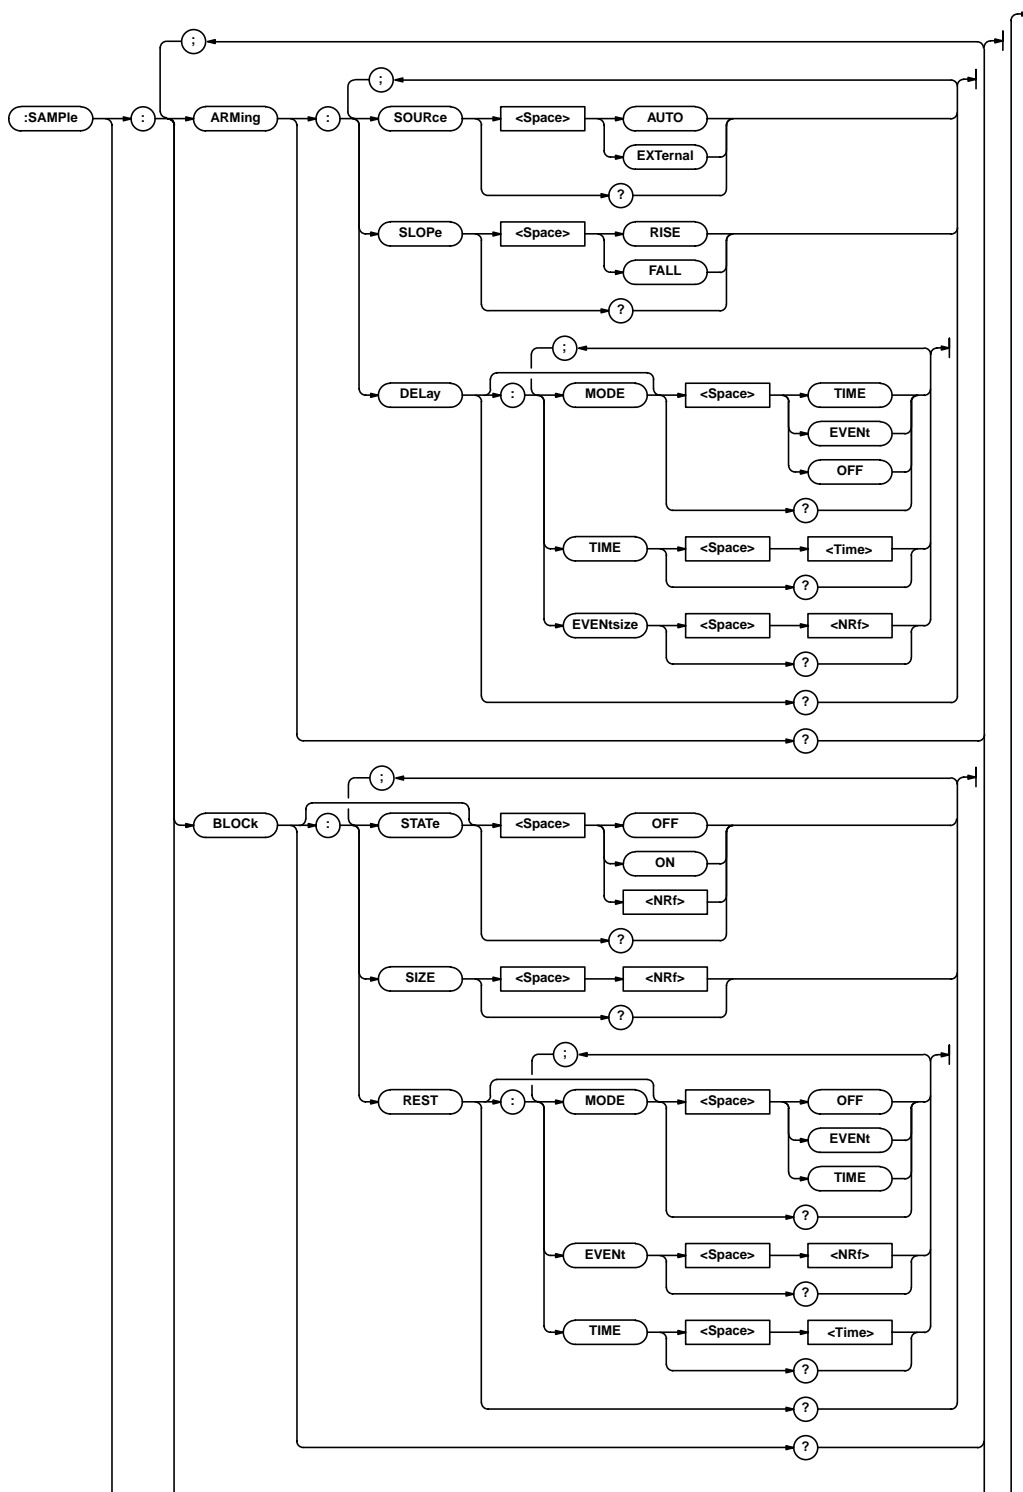 ;
;
:SAMPle : ARMing : SOURce <Space> AUTO
EXTernal
?
SLOPe <Space> RISE
FALL
?
;
DELay : MODE <Space> TIME
EVENt
OFF
?
TIME <Space> <Time>
?
EVENtsize <Space> <NRf>
?
?
?
;
BLOCk : STATe <Space> OFF
ON
<NRf>
?
SIZE <Space> <NRf>
?
;
REST : MODE <Space> OFF
EVENt
TIME
?
EVENt <Space> <NRf>
?
TIME <Space> <Time>
?
?
?